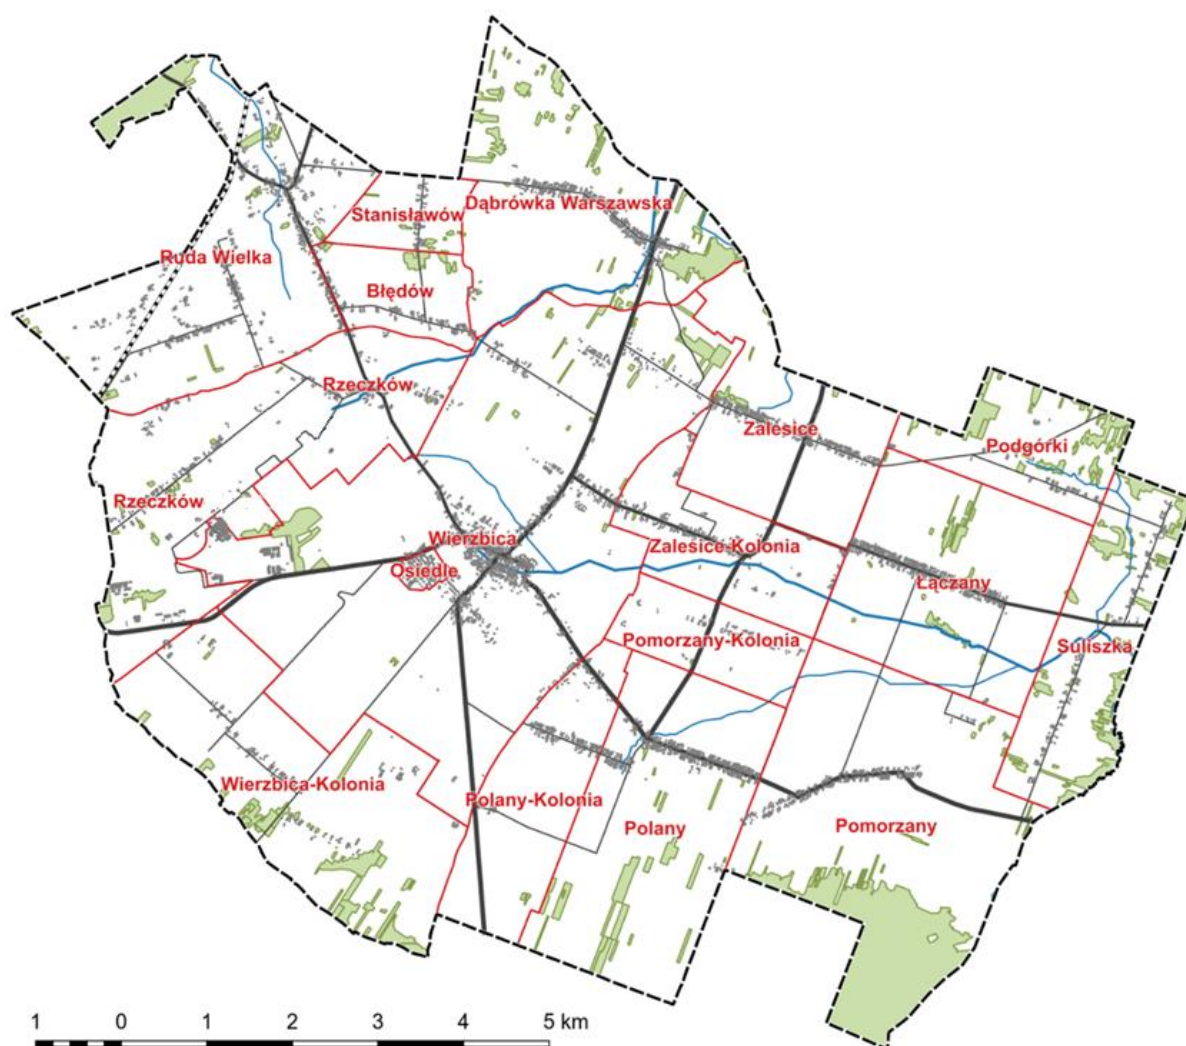 Stanisławów
Dąbrówka Warszawska
Ruda Wielka
Błędów
Rzeczków
Zalesice
Podgórki
Rzeczków
Wierzbica
Zalesice Kolonia
Osiedle
Łączany
Pomorzany-Kolonia
Suliszka
Wierzbica-Kolonia
Polany-Kolonia
Polany
Pomorzany
1 0 1 2 3 4 5 km